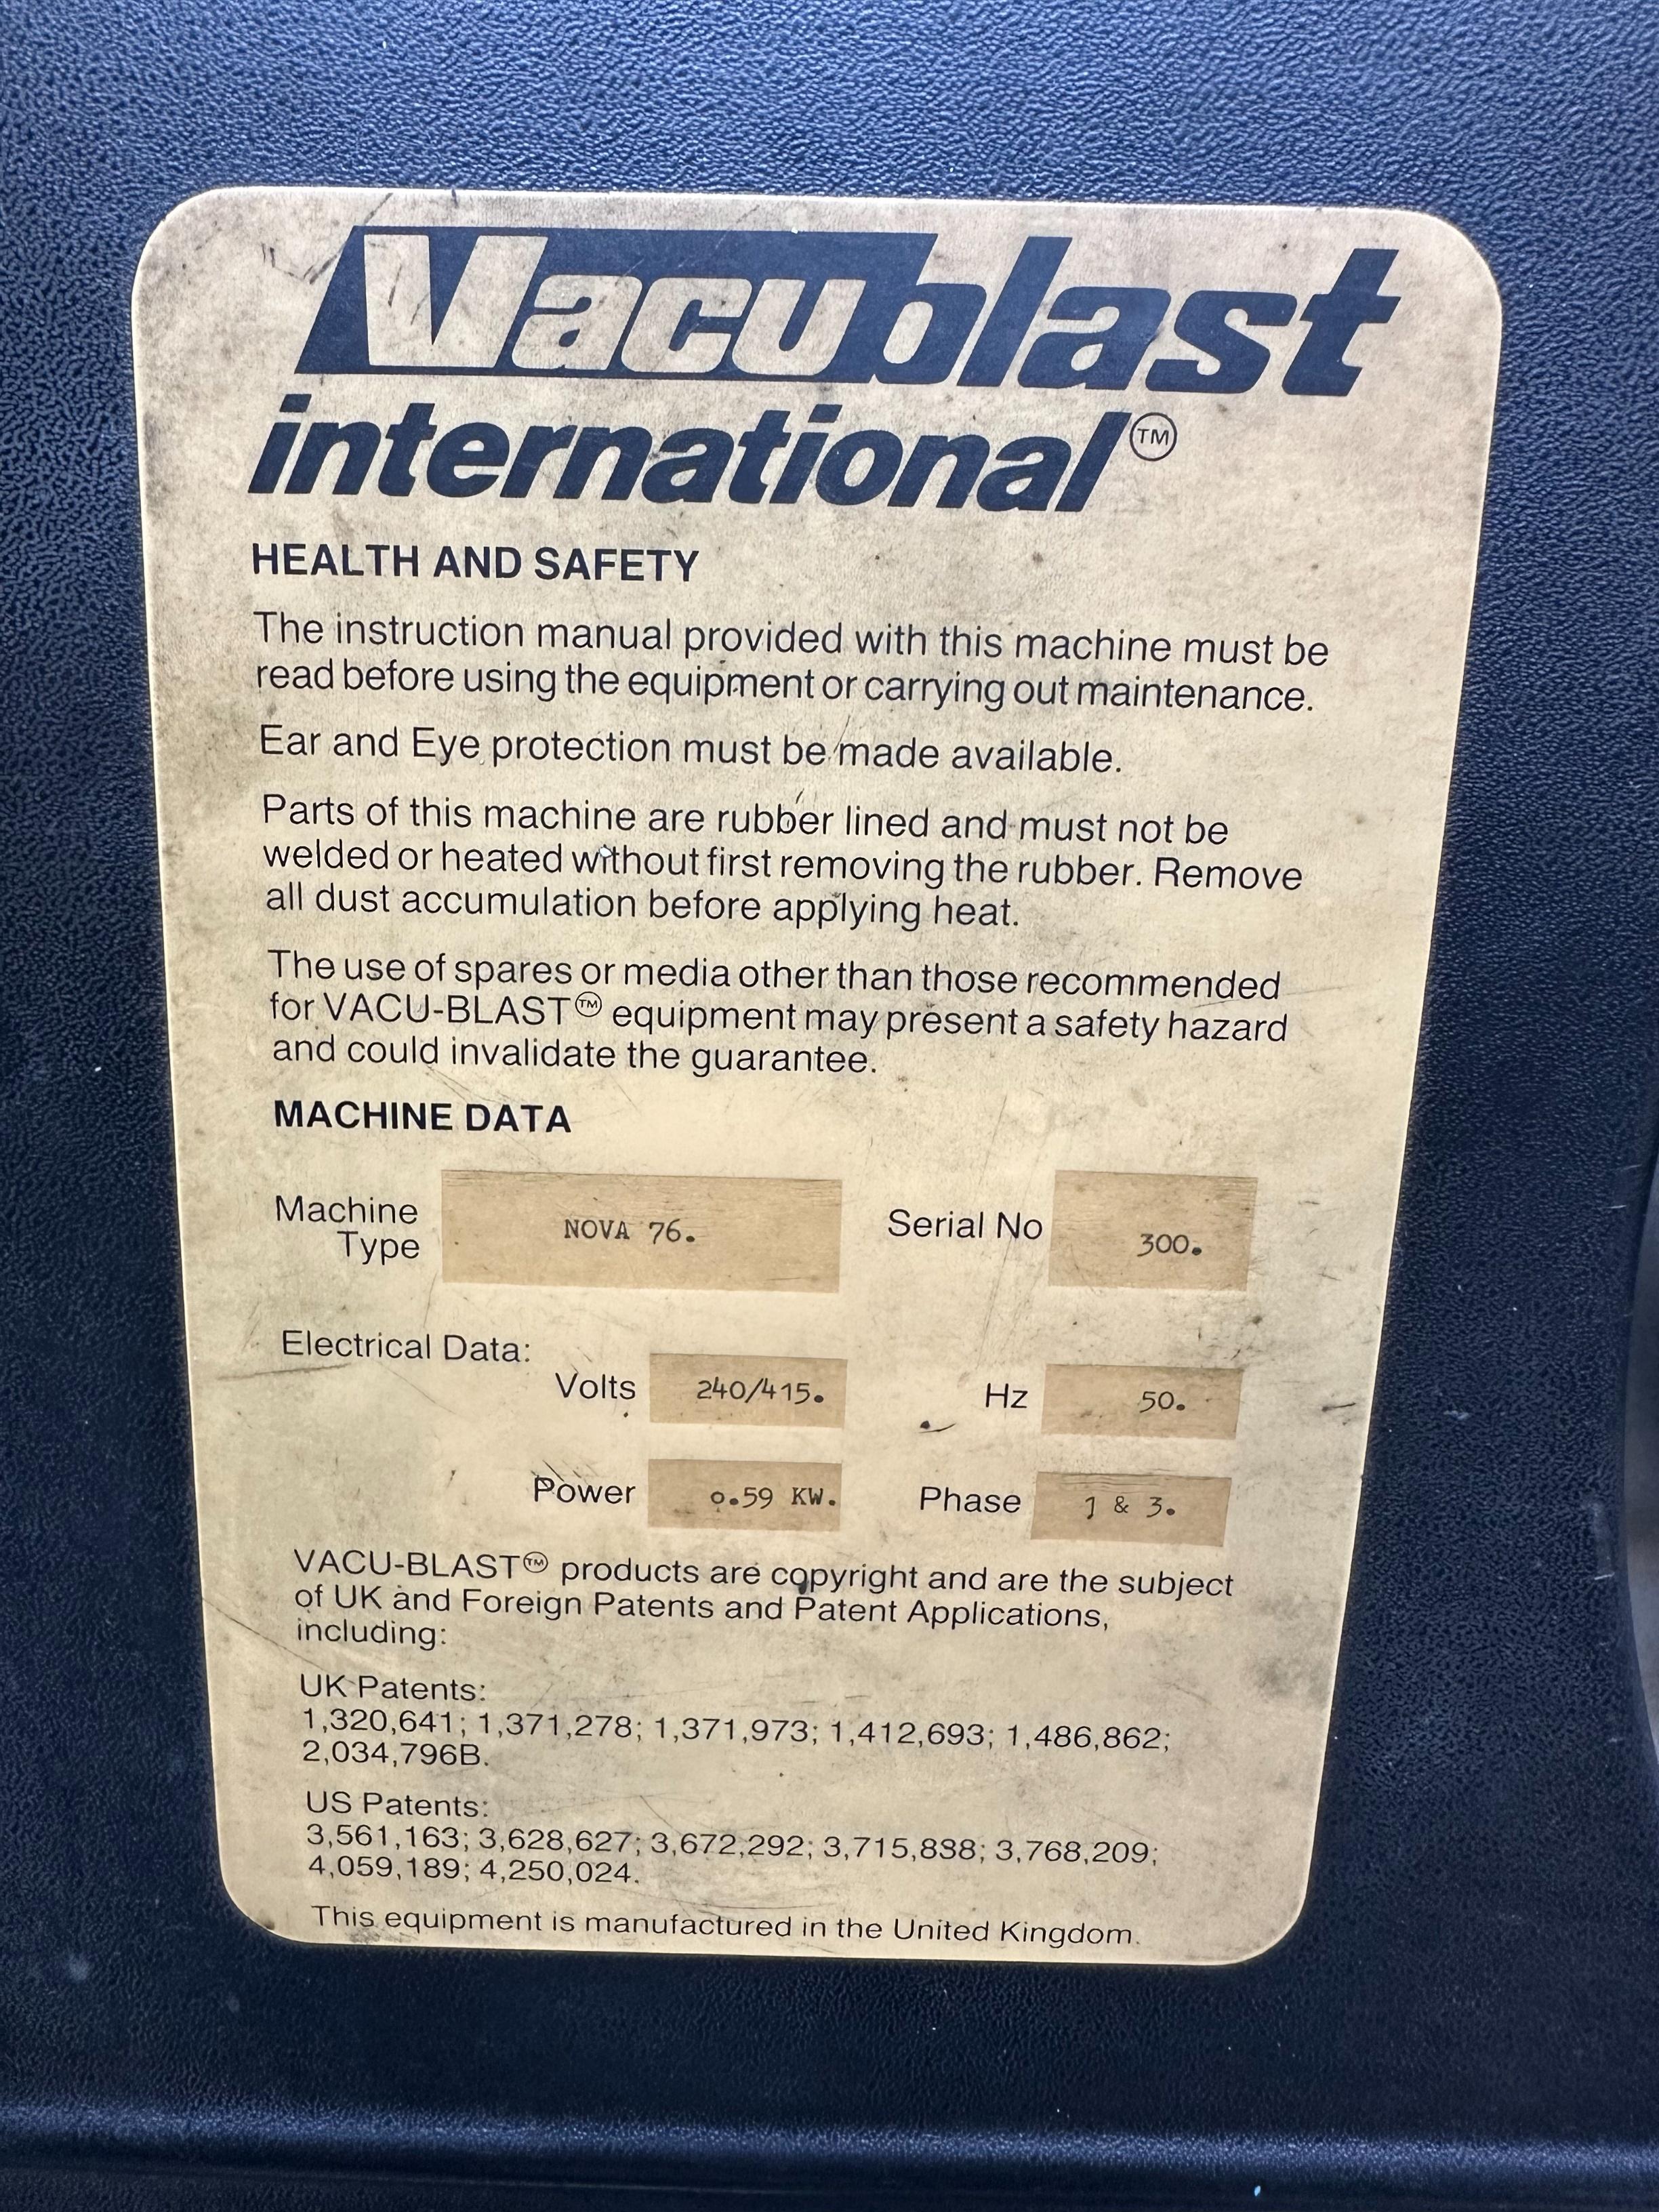 Vacublast
international™
HEALTH AND SAFETY
The instruction manual provided with this machine must be
read before using the equipment or carrying out maintenance.
Ear and Eye protection must be made available.
Parts of this machine are rubber lined and must not be
welded or heated without first removing the rubber. Remove
all dust accumulation before applying heat.
The use of spares or media other than those recommended
for VACU-BLAST™ equipment may present a safety hazard
and could invalidate the guarantee.
MACHINE DATA
Machine Type NOVA 76. Serial No 300.
Electrical Data:
Volts 240/415. Hz 50.
Power 0.59 KW. Phase 1 & 3.
VACU-BLAST™ products are copyright and are the subject
of UK and Foreign Patents and Patent Applications,
including:
UK Patents:
1,320,641; 1,371,278; 1,371,973; 1,412,693; 1,486,862;
2,034,796B.
US Patents:
3,561,163; 3,628,627; 3,672,292; 3,715,838; 3,768,209;
4,059,189; 4,250,024.
This equipment is manufactured in the United Kingdom.